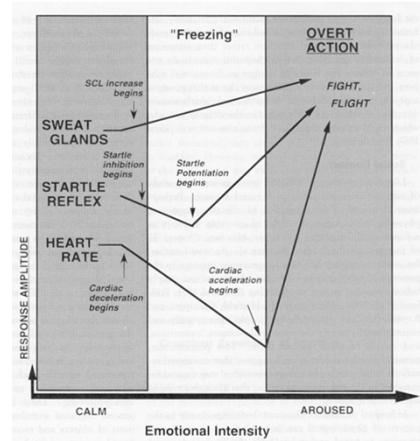 "Freezing"
OVERT
ACTION
SCL increase
begins
FIGHT,
FLIGHT
SWEAT
GLANDS
Startle
inhibition
begins
Startle
Potentiation
begins
STARTLE
REFLEX
HEART
RATE
Cardiac
deceleration
begins
Cardiac
acceleration
begins
RESPONSE AMPLITUDE
CALM
AROUSED
Emotional Intensity